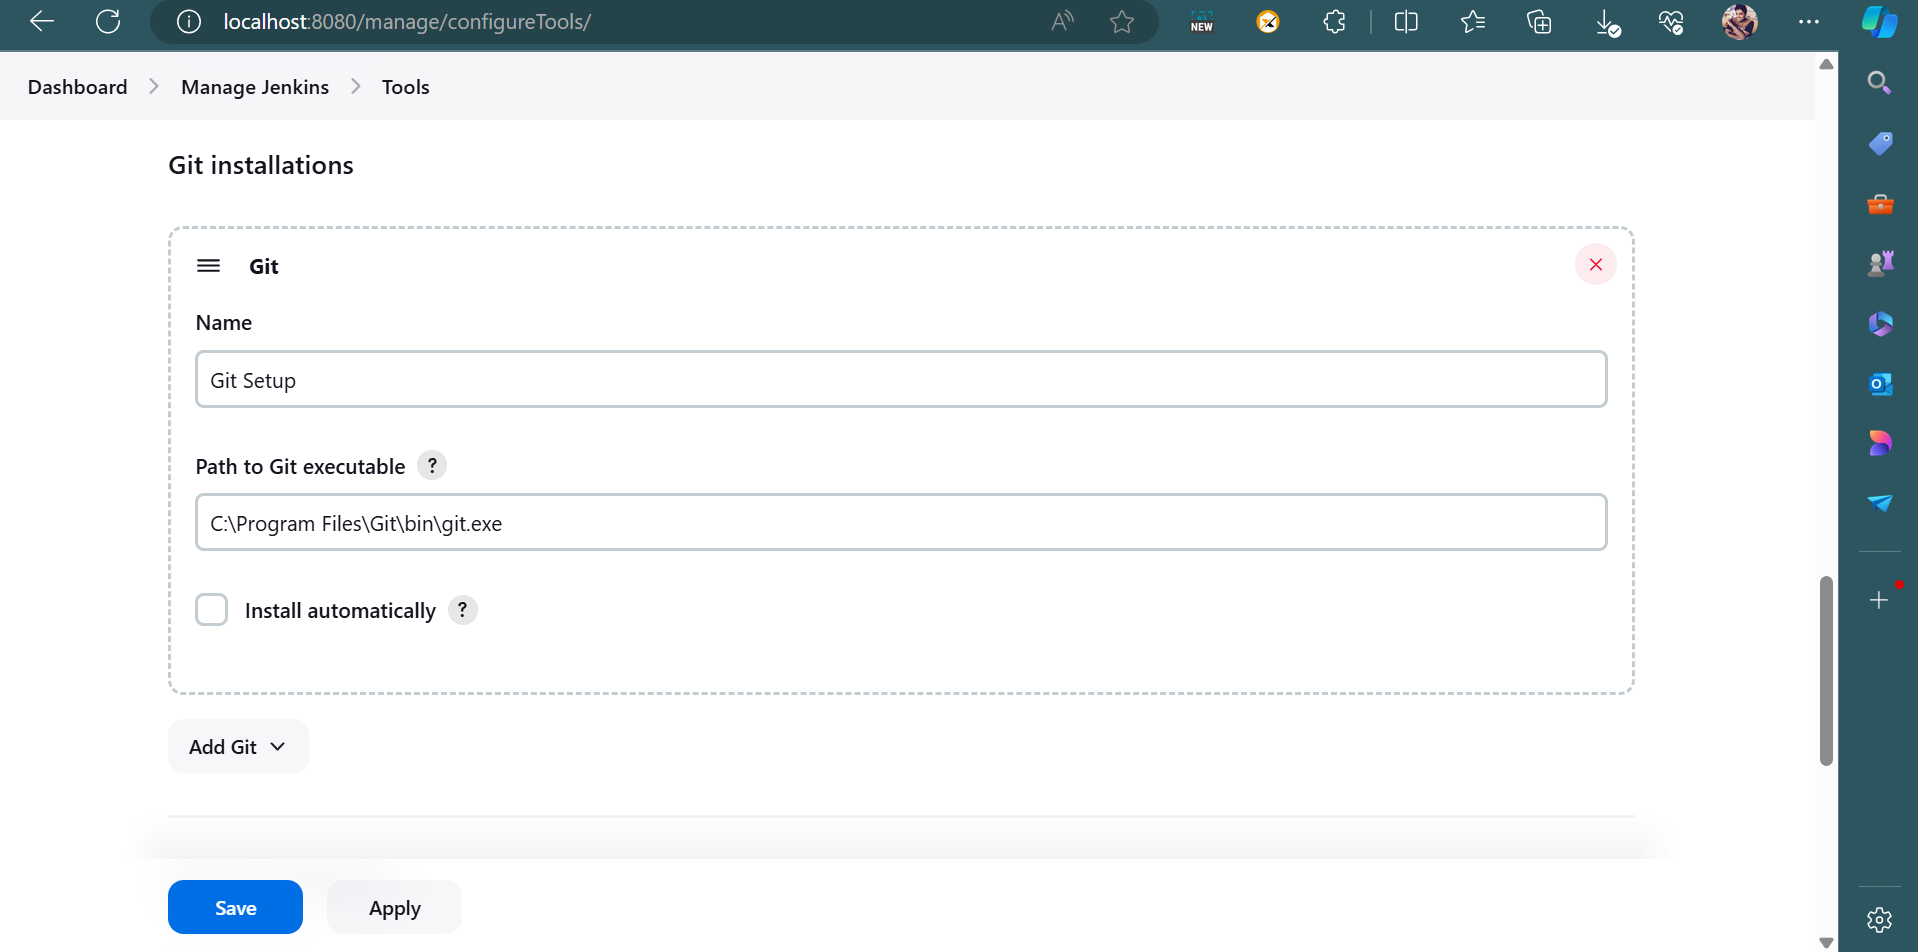 localhost:8080/manage/configureTools/
NEW
Dashboard > Manage Jenkins > Tools
Git installations
Git
Name
Git Setup
Path to Git executable ?
C:\Program Files\Git\bin\git.exe
Install automatically ?
Add Git
Save Apply